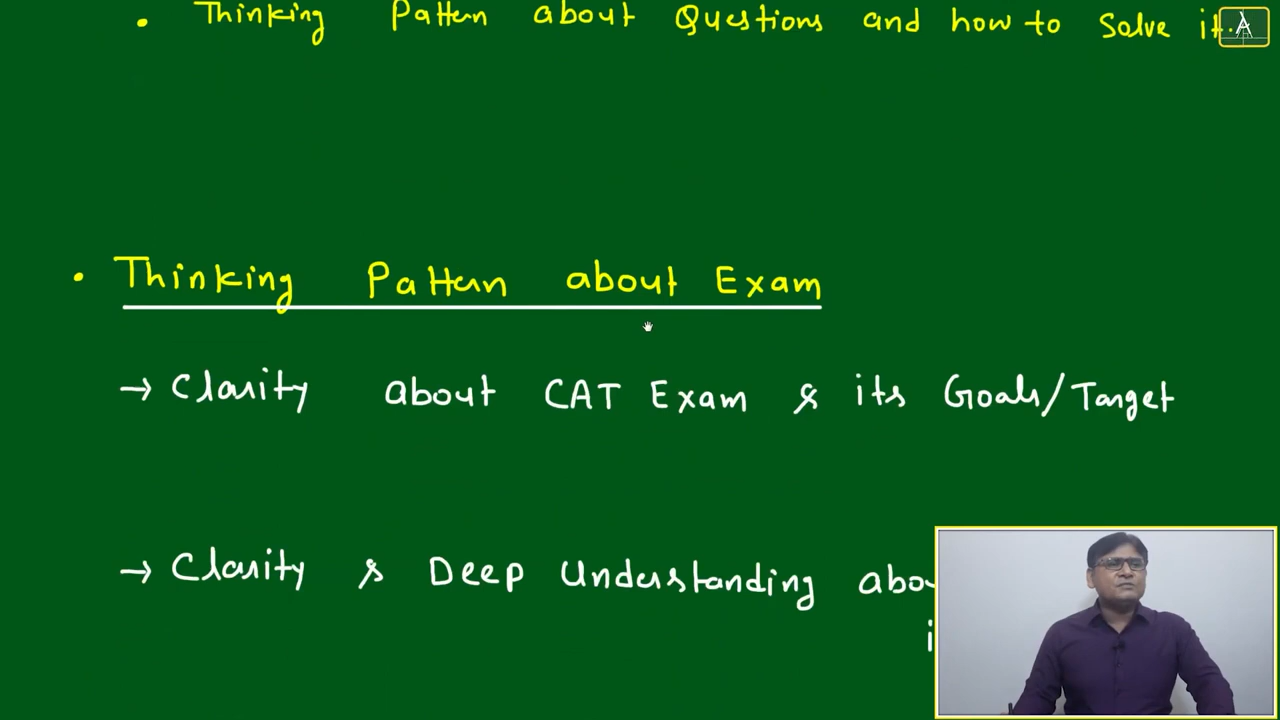 • Thinking Pattern about Questions and how to solve it.
A
• Thinking Pattern about Exam
→ Clarity about CAT Exam & its Goals/Target
→ Clarity & Deep Understanding